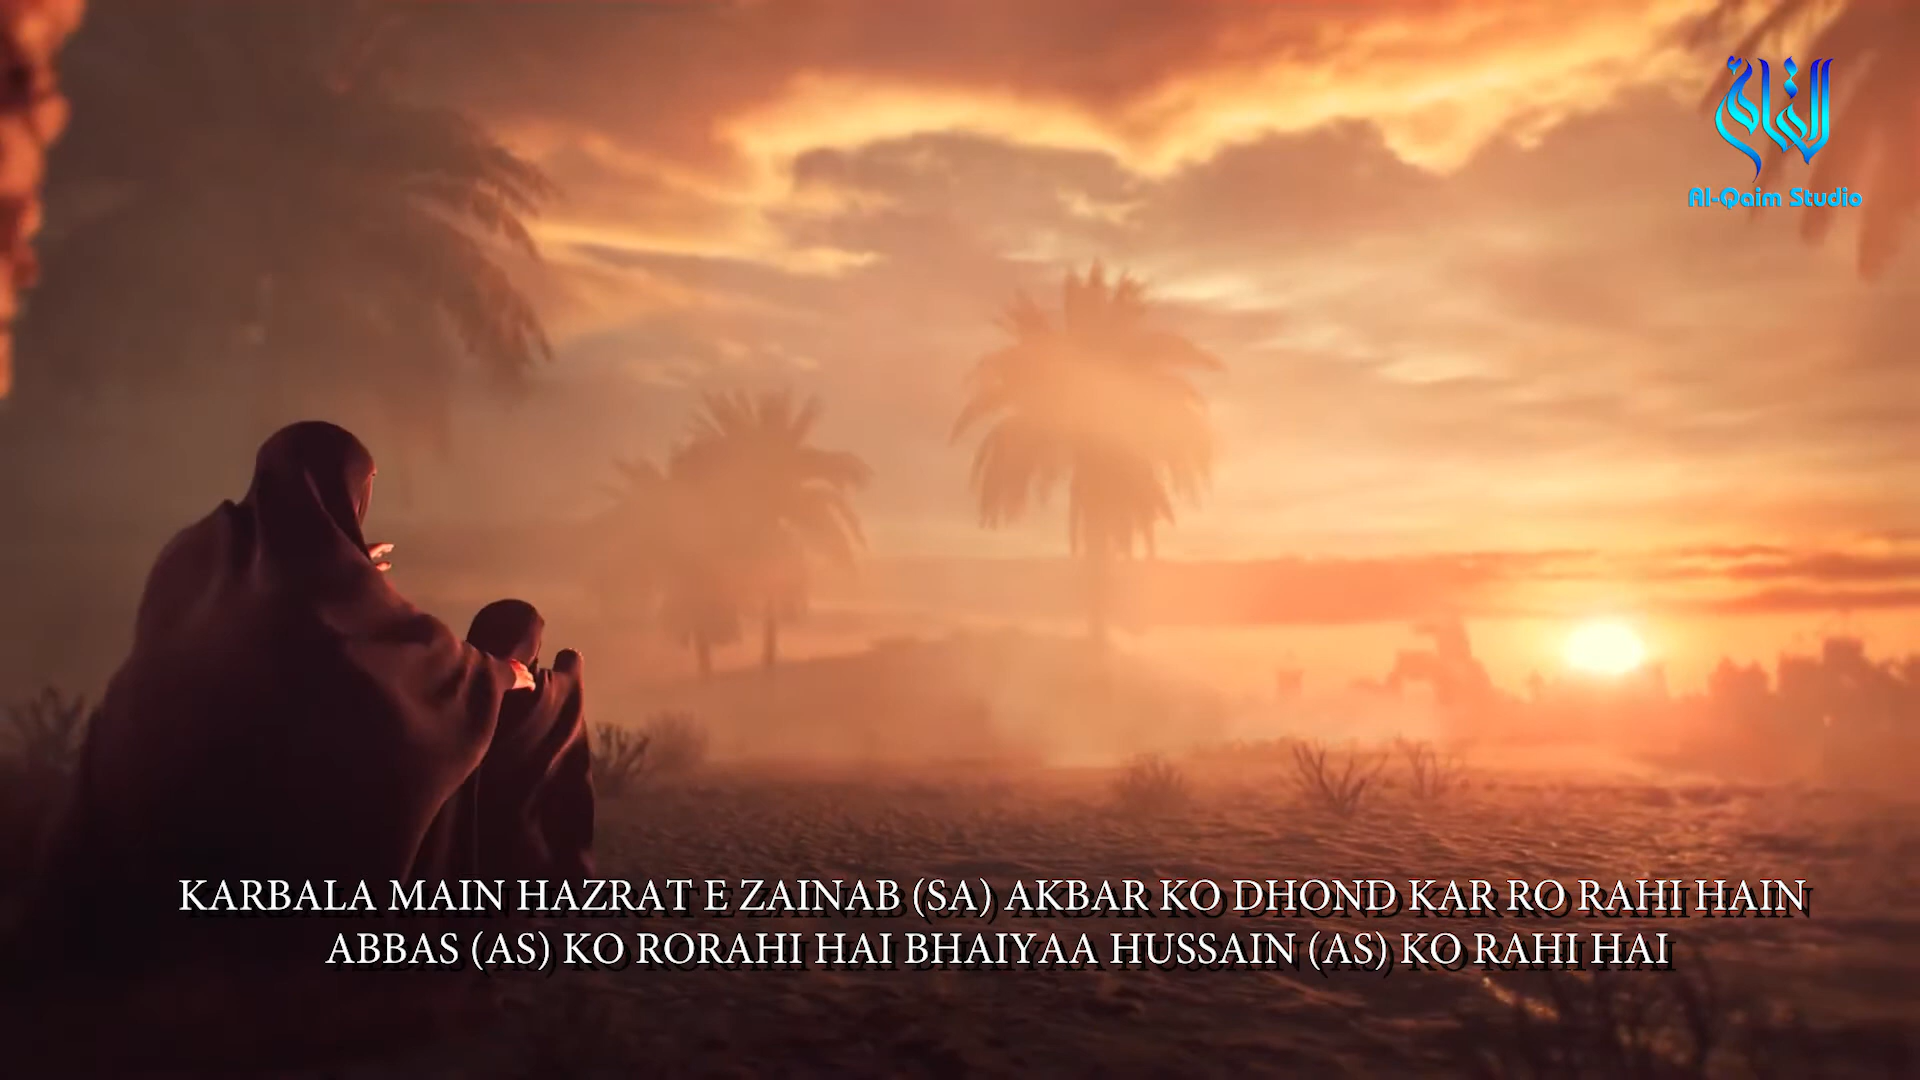 القائم
Al-Qaim Studio
KARBALA MAIN HAZRAT E ZAINAB (SA) AKBAR KO DHOND KAR RO RAHI HAIN
ABBAS (AS) KO RORAHI HAI BHAIYAA HUSSAIN (AS) KO RAHI HAI